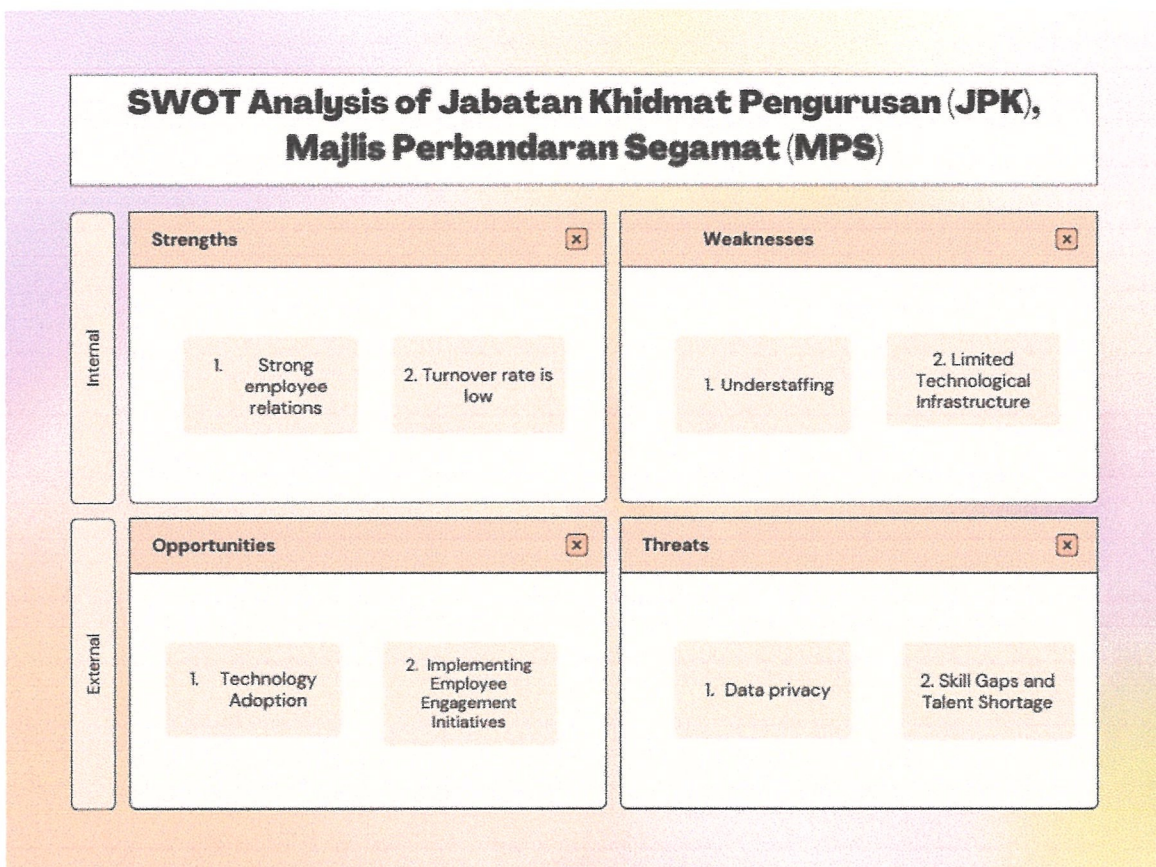 SWOT Analysis of Jabatan Khidmat Pengurusan (JPK),
Majlis Perbandaran Segamat (MPS)
Internal
Strengths
x
1. Strong
employee
relations
2. Turnover rate is
low
Weaknesses
x
1. Understaffing
2. Limited
Technological
Infrastructure
External
Opportunities
x
1. Technology
Adoption
2. Implementing
Employee
Engagement
Initiatives
Threats
x
1. Data privacy
2. Skill Gaps and
Talent Shortage